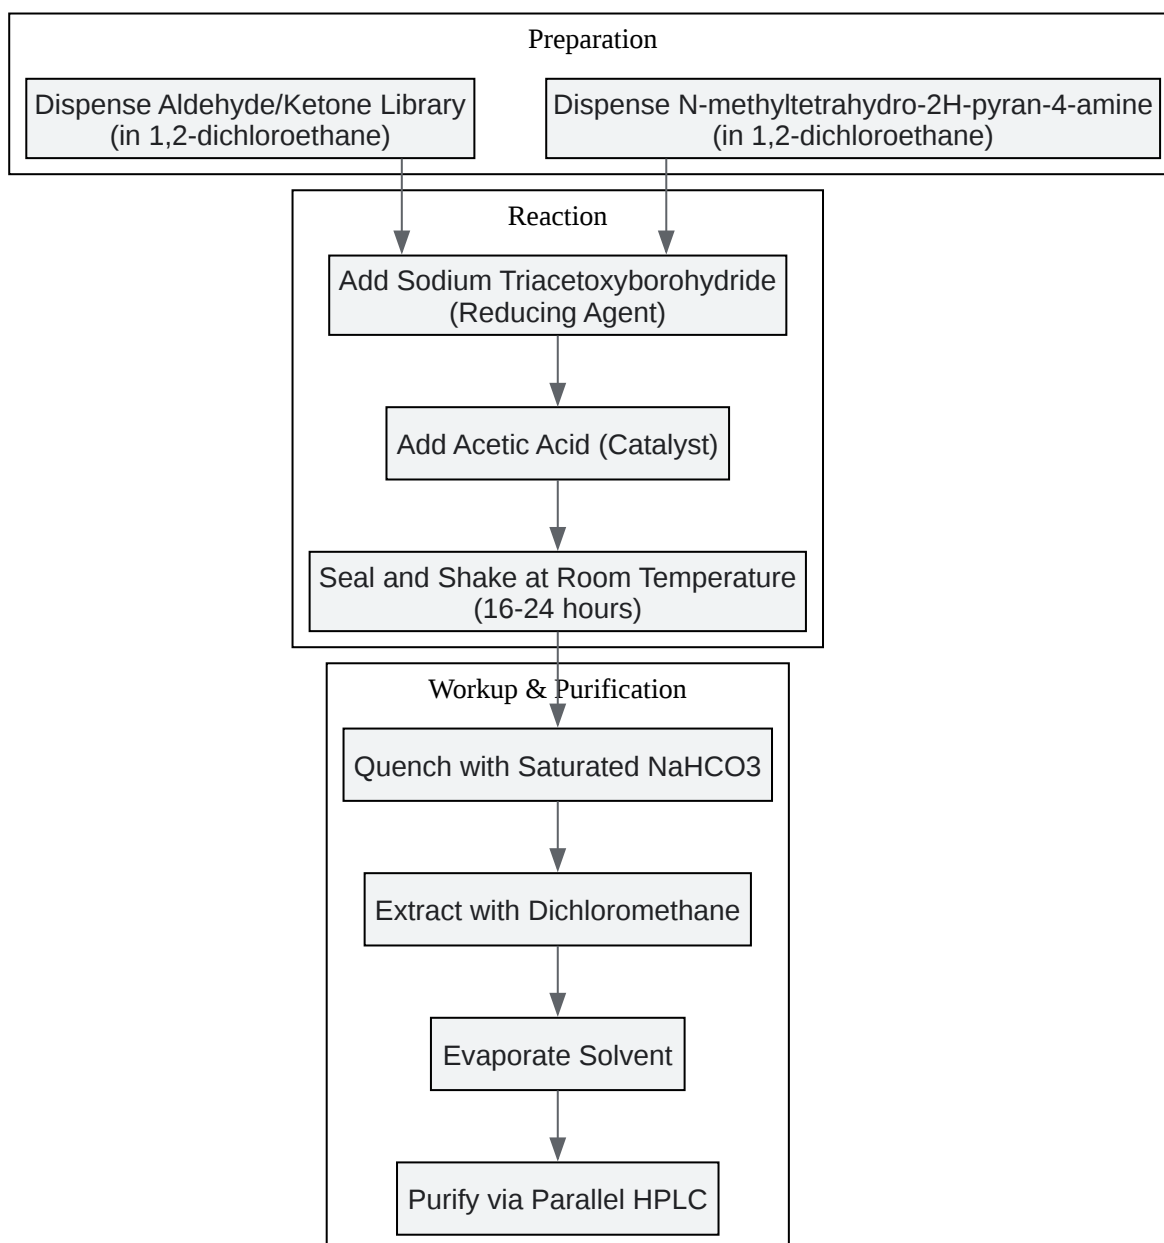 Preparation
Dispense Aldehyde/Ketone Library
(in 1,2-dichloroethane)
Dispense N-methyltetrahydro-2H-pyran-4-amine
(in 1,2-dichloroethane)
Reaction
Add Sodium Triacetoxyborohydride
(Reducing Agent)
Add Acetic Acid (Catalyst)
Seal and Shake at Room Temperature
(16-24 hours)
Workup & Purification
Quench with Saturated NaHCO3
Extract with Dichloromethane
Evaporate Solvent
Purify via Parallel HPLC